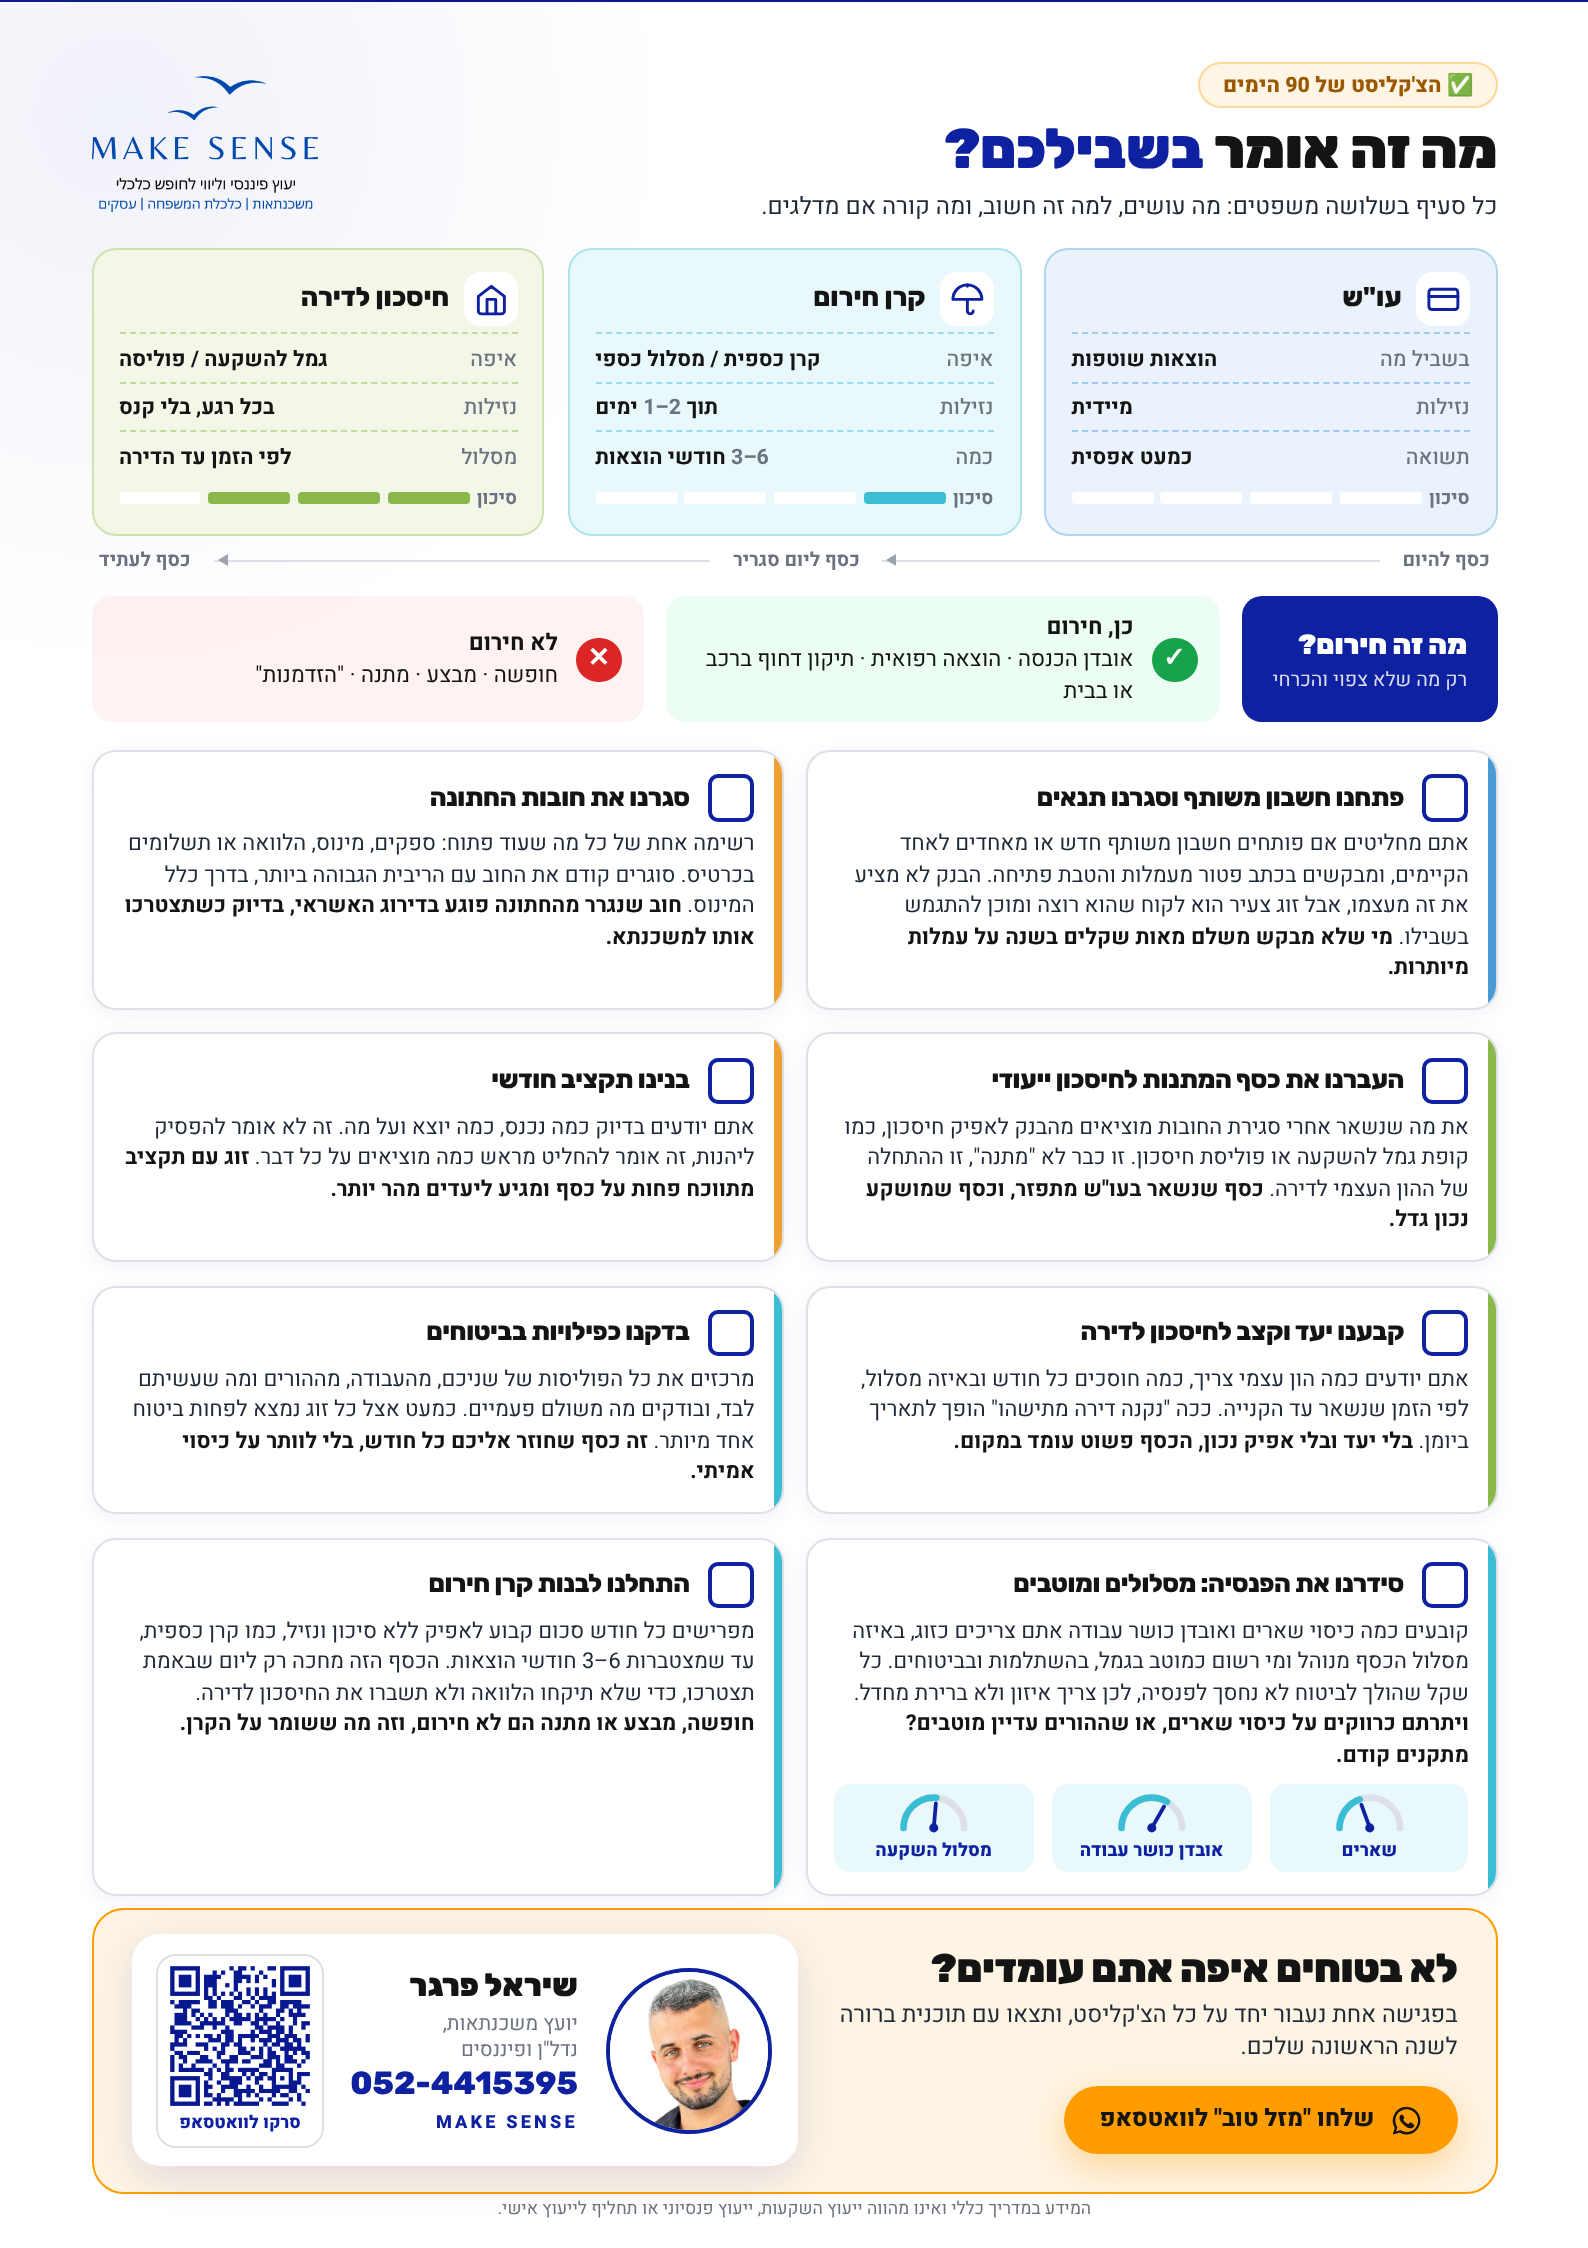 ✅ הצ'קליסט של 90 הימים
מה זה אומר בשבילכם?
כל סעיף בשלושה משפטים: מה עושים, למה זה חשוב, ומה קורה אם מדלגים.
MAKE SENSE
יעוץ פיננסי וליווי לחופש כלכלי
משכנתאות | כלכלת המשפחה | עסקים
עו"ש
בשביל מה הוצאות שוטפות
נזילות מיידית
תשואה כמעט אפסית
סיכון
קרן חירום
איפה קרן כספית / מסלול כספי
נזילות תוך 1–2 ימים
כמה 3–6 חודשי הוצאות
סיכון
חיסכון לדירה
איפה גמל להשקעה / פוליסה
נזילות בכל רגע, בלי קנס
מסלול לפי הזמן עד הדירה
סיכון
כסף להיום
כסף ליום סגריר
כסף לעתיד
מה זה חירום?
רק מה שלא צפוי והכרחי
כן, חירום
אובדן הכנסה · הוצאה רפואית · תיקון דחוף ברכב
או בבית
לא חירום
חופשה · מבצע · מתנה · "הזדמנות"
פתחנו חשבון משותף וסגרנו תנאים
אתם מחליטים אם פותחים חשבון משותף חדש או מאחדים לאחד
הקיימים, ומבקשים בכתב פטור מעמלות והטבת פתיחה. הבנק לא מציע
את זה מעצמו, אבל זוג צעיר הוא לקוח שהוא רוצה ומוכן להתגמש
בשבילו. מי שלא מבקש משלם מאות שקלים בשנה על עמלות
מיותרות.
סגרנו את חובות החתונה
רשימה אחת של כל מה שעוד פתוח: ספקים, מינוס, הלוואה או תשלומים
בכרטיס. סוגרים קודם את החוב עם הריבית הגבוהה ביותר, בדרך כלל
המינוס. חוב שנגרר מהחתונה פוגע בדירוג האשראי, בדיוק כשתצטרכו
אותו למשכנתא.
העברנו את כסף המתנות לחיסכון ייעודי
את מה שנשאר אחרי סגירת החובות מוציאים מהבנק לאפיק חיסכון, כמו
קופת גמל להשקעה או פוליסת חיסכון. זו כבר לא "מתנה", זו ההתחלה
של ההון העצמי לדירה. כסף שנשאר בעו"ש מתפזר, וכסף שמושקע
נכון גדל.
בנינו תקציב חודשי
אתם יודעים בדיוק כמה נכנס, כמה יוצא ועל מה. זה לא אומר להפסיק
ליהנות, זה אומר להחליט מראש כמה מוציאים על כל דבר. זוג עם תקציב
מתווכח פחות על כסף ומגיע ליעדים מהר יותר.
קבענו יעד וקצב לחיסכון לדירה
אתם יודעים כמה הון עצמי צריך, כמה חוסכים כל חודש ובאיזה מסלול,
לפי הזמן שנשאר עד הקנייה. ככה "נקנה דירה מתישהו" הופך לתאריך
ביומן. בלי יעד ובלי אפיק נכון, הכסף פשוט עומד במקום.
בדקנו כפילויות בביטוחים
מרכזים את כל הפוליסות של שניכם, מהעבודה, מההורים ומה שעשיתם
לבד, ובודקים מה משולם פעמיים. כמעט אצל כל זוג נמצא לפחות ביטוח
אחד מיותר. זה כסף שחוזר אליכם כל חודש, בלי לוותר על כיסוי
אמיתי.
סידרנו את הפנסיה: מסלולים ומוטבים
קובעים כמה כיסוי שארים ואובדן כושר עבודה אתם צריכים כזוג, באיזה
מסלול הכסף מנוהל ומי רשום כמוטב בגמל, בהשתלמות ובביטוחים. כל
שקל שהולך לביטוח לא נחסך לפנסיה, לכן צריך איזון ולא ברירת מחדל.
ויתרתם כרווקים על כיסוי שארים, או שההורים עדיין מוטבים?
מתקנים קודם.
שארים
אובדן כושר עבודה
מסלול השקעה
התחלנו לבנות קרן חירום
מפרישים כל חודש סכום קבוע לאפיק ללא סיכון ונזיל, כמו קרן כספית,
עד שמצטברות 3–6 חודשי הוצאות. הכסף הזה מחכה רק ליום שבאמת
תצטרכו, כדי שלא תיקחו הלוואה ולא תשברו את החיסכון לדירה.
חופשה, מבצע או מתנה הם לא חירום, וזה מה ששומר על הקרן.
לא בטוחים איפה אתם עומדים?
בפגישה אחת נעבור יחד על כל הצ'קליסט, ותצאו עם תוכנית ברורה
לשנה הראשונה שלכם.
שלחו "מזל טוב" לוואטסאפ
שיראל פרגר
יועץ משכנתאות,
נדל"ן ופיננסים
052-4415395
MAKE SENSE
סרקו לוואטסאפ
המידע במדריך כללי ואינו מהווה ייעוץ השקעות, ייעוץ פנסיוני או תחליף לייעוץ אישי.